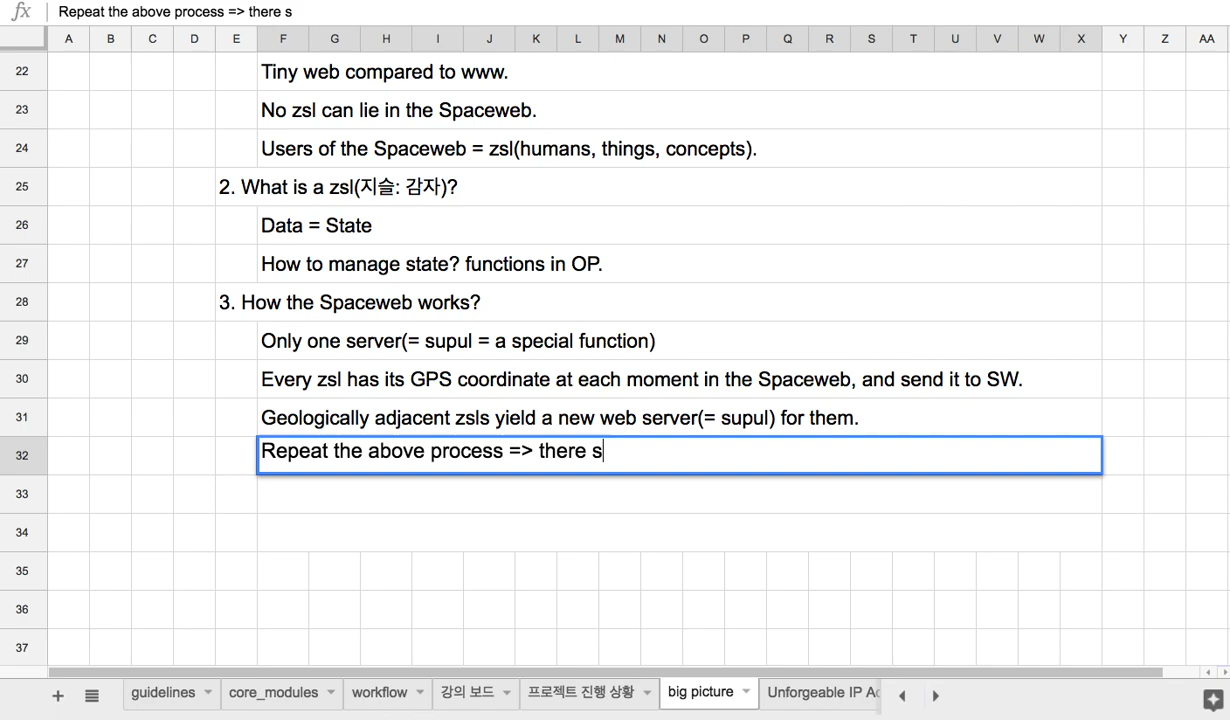 fx Repeat the above process => there s
A B C D E F G H I J K L M N O P Q R S T U V W X Y Z AA
22 Tiny web compared to www.
23 No zsl can lie in the Spaceweb.
24 Users of the Spaceweb = zsl(humans, things, concepts).
25 2. What is a zsl(지슬: 감자)?
26 Data = State
27 How to manage state? functions in OP.
28 3. How the Spaceweb works?
29 Only one server(= supul = a special function)
30 Every zsl has its GPS coordinate at each moment in the Spaceweb, and send it to SW.
31 Geologically adjacent zsls yield a new web server(= supul) for them.
32 Repeat the above process => there s
33
34
35
36
37
guidelines core_modules workflow 강의 보드 프로젝트 진행 상황 big picture Unforgeable IP